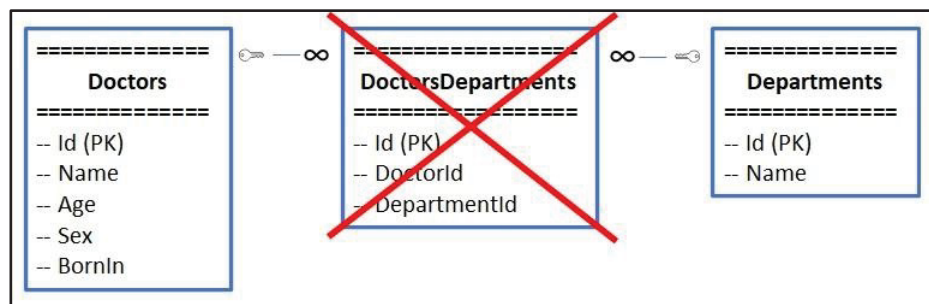 ==============
Doctors
==============
-- Id (PK)
-- Name
-- Age
-- Sex
-- BornIn
∞
==================
DoctorsDepartments
==================
-- Id (PK)
-- DoctorId
-- DepartmentId
∞
==============
Departments
==============
-- Id (PK)
-- Name